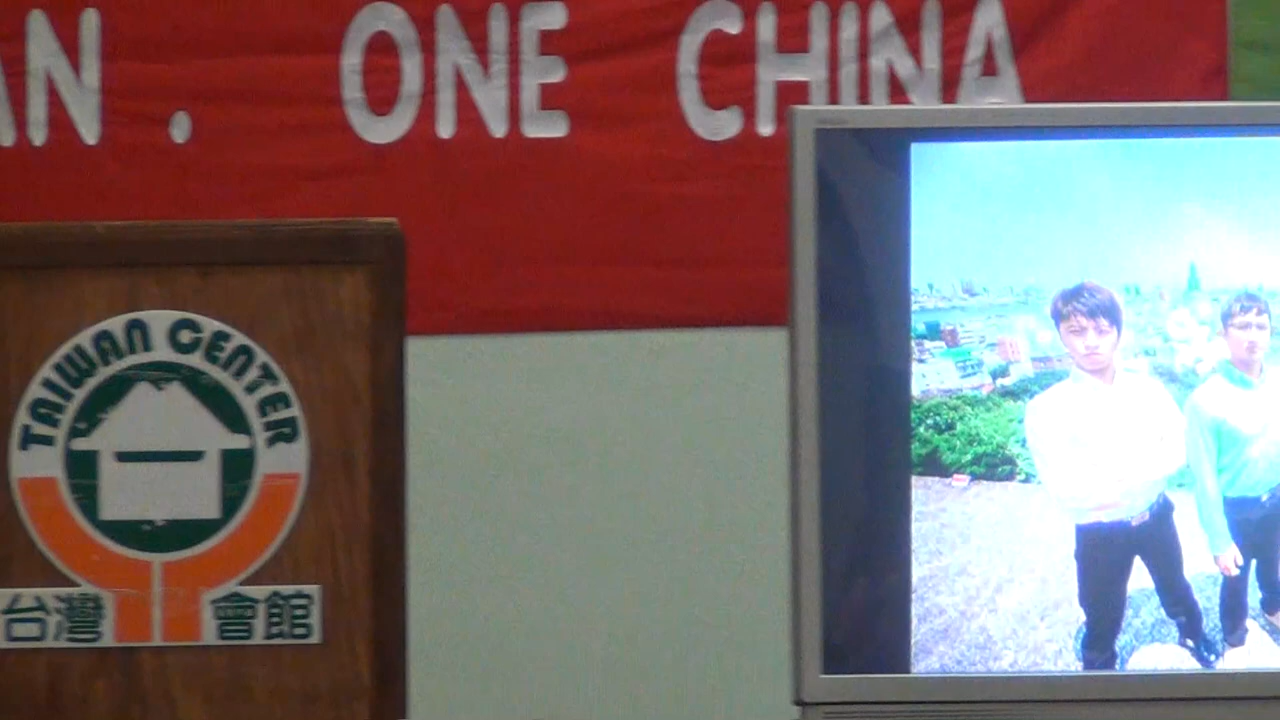 AN. ONE CHINA
TAIWAN CENTER
台灣 會館